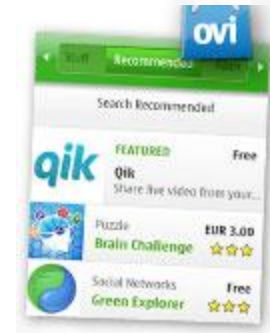 ovi
Recommended
Search Recommended
FEATURED Free
qik Qik
Share live video from your...
Puzzle EUR 3.00
Brain Challenge
Social Networks Free
Green Explorer